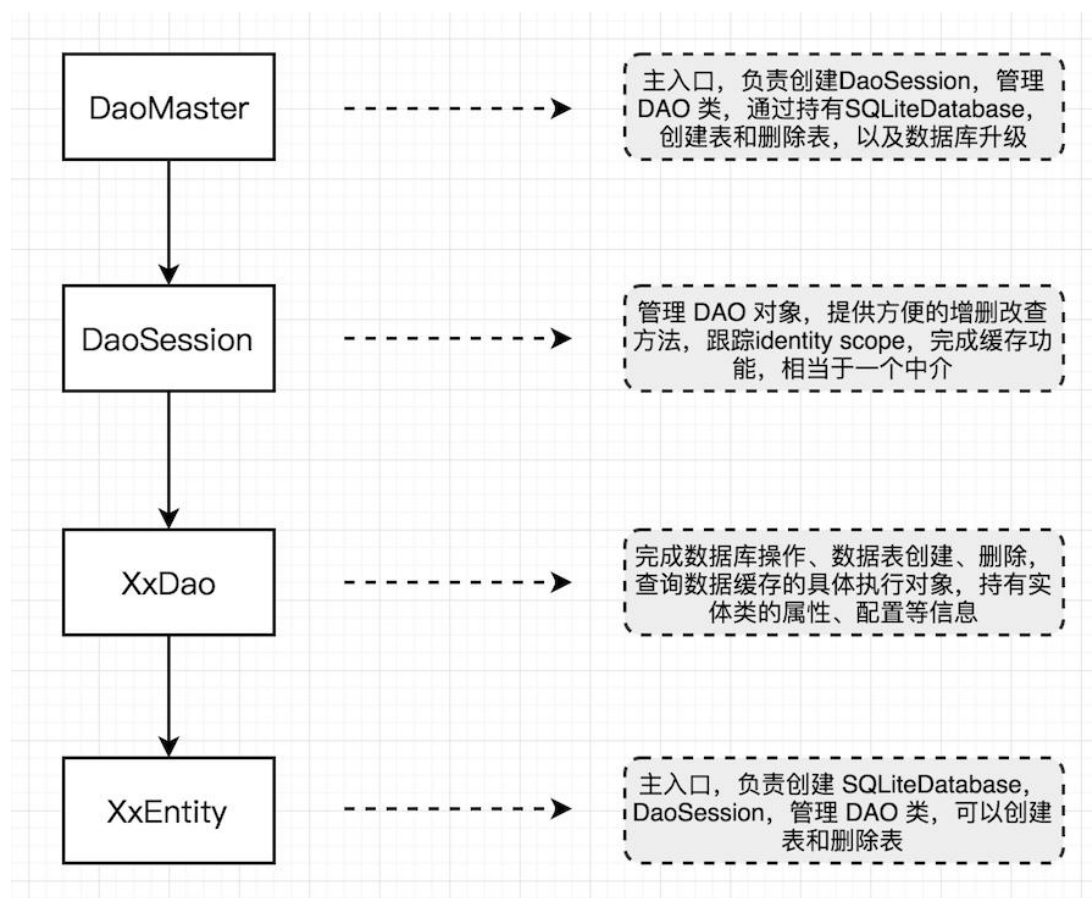 DaoMaster
主入口，负责创建DaoSession，管理
DAO 类，通过持有SQLiteDatabase，
创建表和删除表，以及数据库升级
DaoSession
管理 DAO 对象，提供方便的增删改查
方法，跟踪identity scope，完成缓存功
能，相当于一个中介
XxDao
完成数据库操作、数据表创建、删除，
查询数据缓存的具体执行对象，持有实
体类的属性、配置等信息
XxEntity
主入口，负责创建 SQLiteDatabase，
DaoSession，管理 DAO 类，可以创建
表和删除表